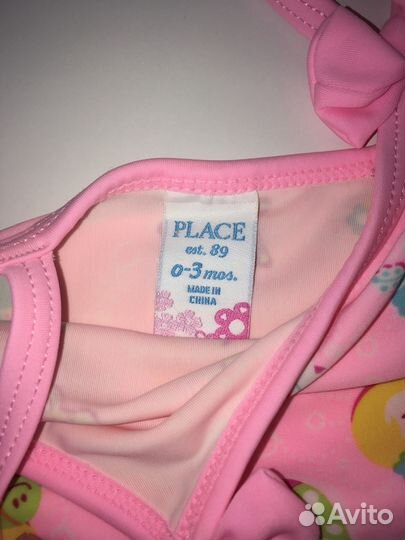 PLACE
est. 89
0-3 mos.
MADE IN
CHINA
Avito